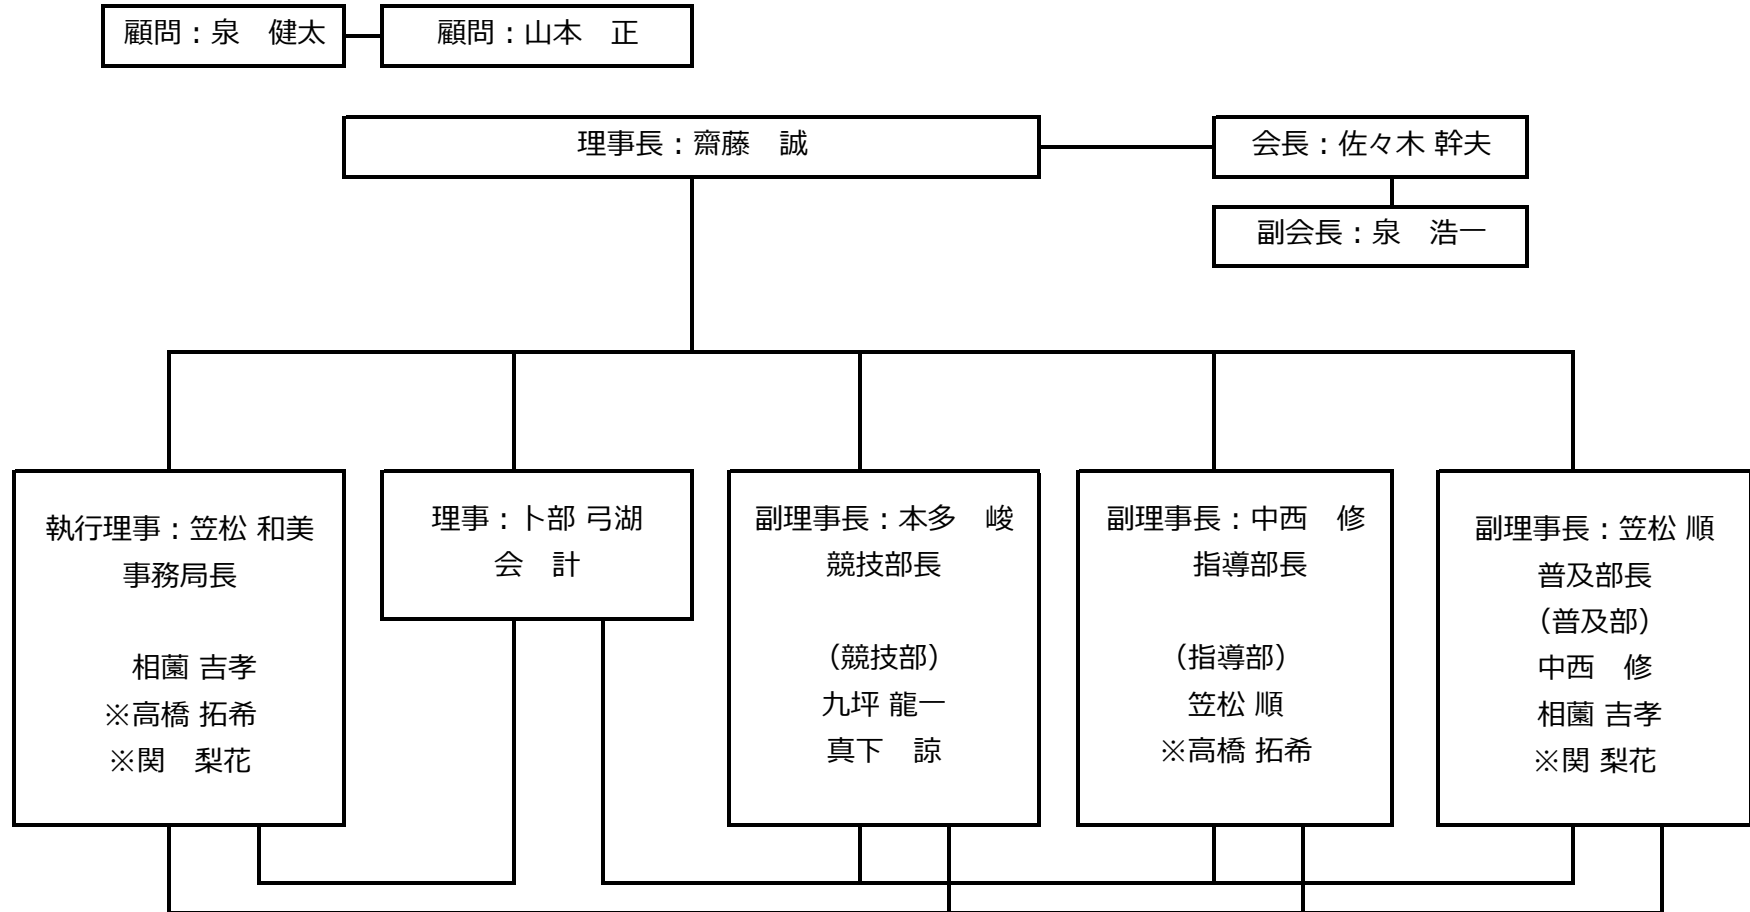 顧問：泉　健太
顧問：山本　正
理事長：齋藤　誠
会長：佐々木 幹夫
副会長：泉　浩一
執行理事：笠松 和美
事務局長
相薗 吉孝
※高橋 拓希
※関　梨花
理事：卜部 弓湖
会　計
副理事長：本多　峻
競技部長
（競技部）
九坪 龍一
真下　諒
副理事長：中西　修
指導部長
（指導部）
笠松 順
※高橋 拓希
副理事長：笠松 順
普及部長
（普及部）
中西　修
相薗 吉孝
※関 梨花